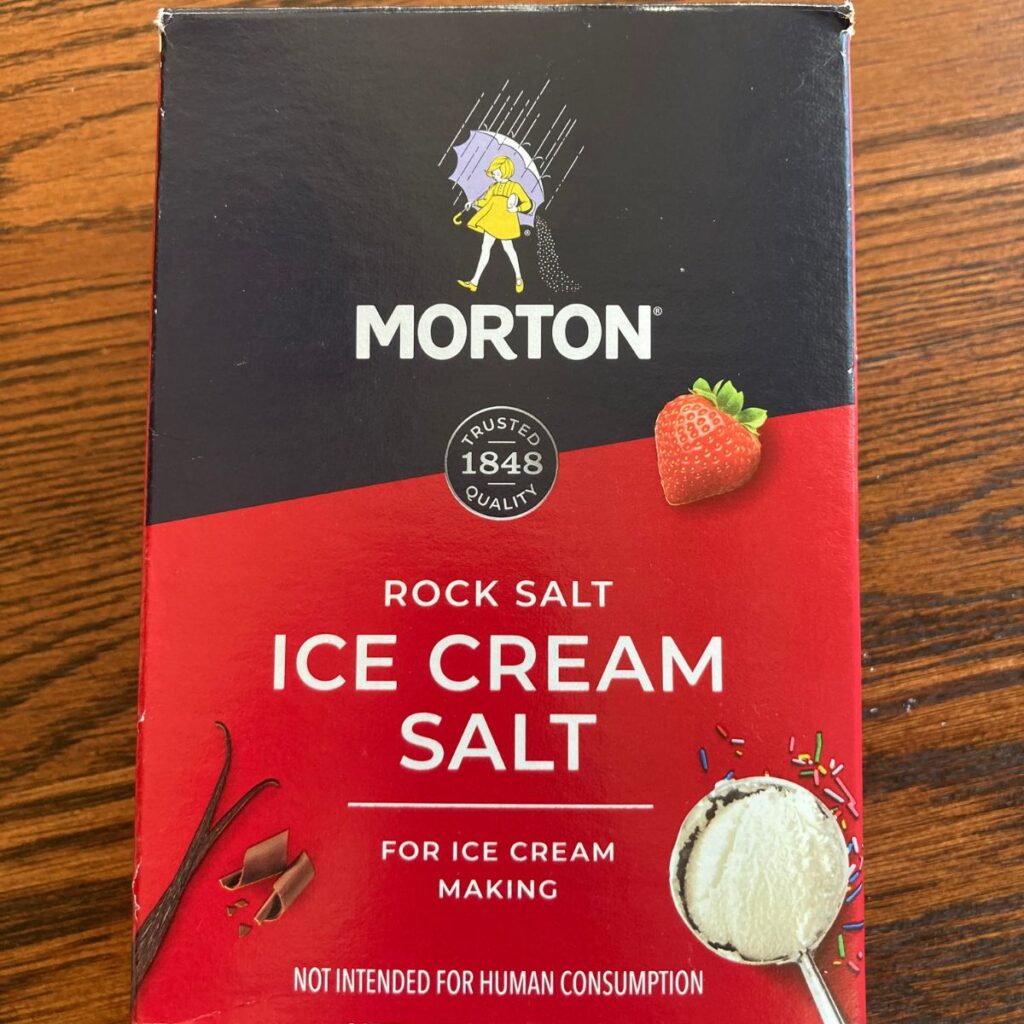 MORTON®
TRUSTED
1848
QUALITY
ROCK SALT
ICE CREAM
SALT
FOR ICE CREAM
MAKING
NOT INTENDED FOR HUMAN CONSUMPTION